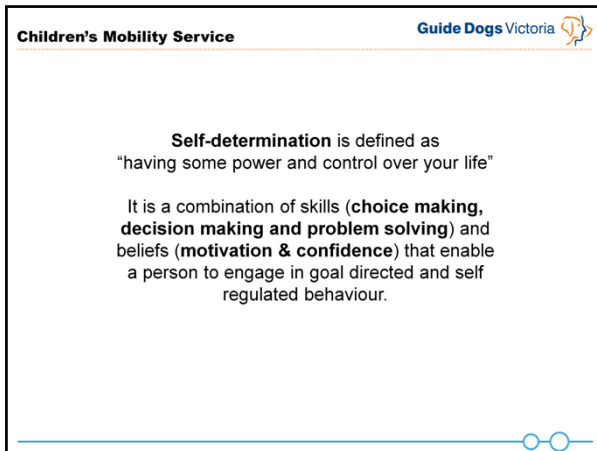 Children's Mobility Service
Guide Dogs Victoria
Self-determination is defined as
“having some power and control over your life”
It is a combination of skills (choice making,
decision making and problem solving) and
beliefs (motivation & confidence) that enable
a person to engage in goal directed and self
regulated behaviour.